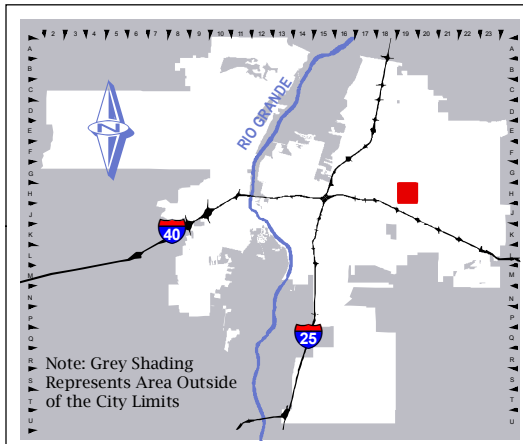 2 3 4 5 6 7 8 9 10 11 12 13 14 15 16 17 18 19 20 21 22 23
A A
B B
C C
D D
E E
F F
G G
H H
J J
K K
L L
M M
N N
P P
Q Q
R R
S S
T T
U U
N
RIO GRANDE
40
25
Note: Grey Shading
Represents Area Outside
of the City Limits